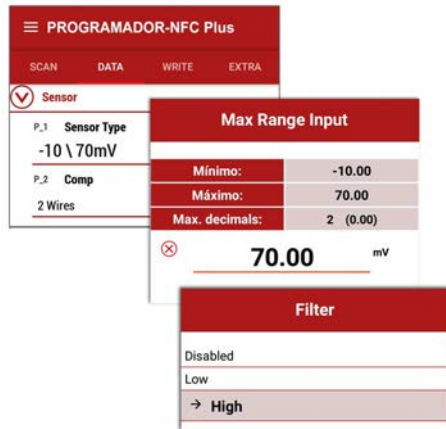 ≡ PROGRAMADOR-NFC Plus
SCAN DATA WRITE EXTRA
Sensor
P_1 Sensor Type
-10 \ 70mV
P_2 Comp
2 Wires
Max Range Input
Mínimo: -10.00
Máximo: 70.00
Max. decimals: 2 (0.00)
70.00 mV
Filter
Disabled
Low
→ High